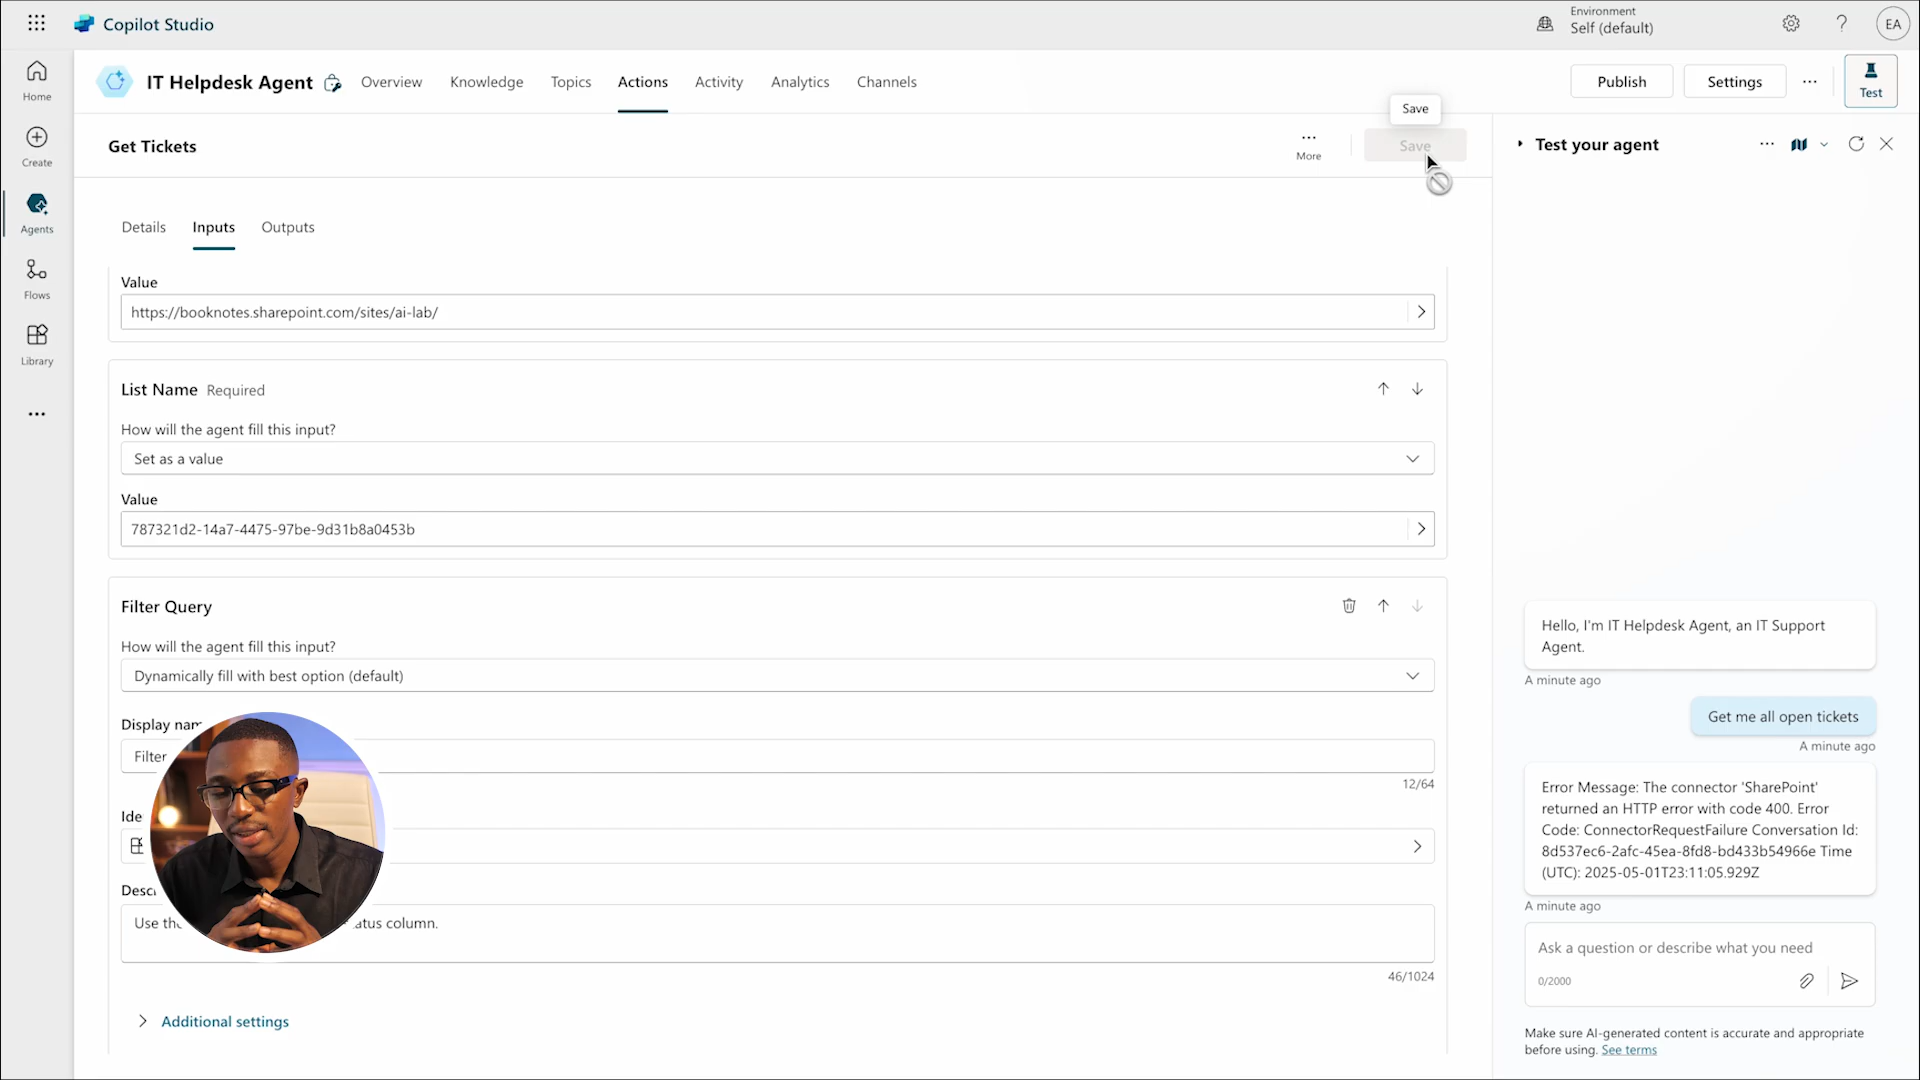 Copilot Studio
Environment
Self (default)
EA
Home
Create
Agents
Flows
Library
IT Helpdesk Agent
Overview
Knowledge
Topics
Actions
Activity
Analytics
Channels
Publish
Settings
Test
Get Tickets
More
Save
Save
Details
Inputs
Outputs
Value
https://booknotes.sharepoint.com/sites/ai-lab/
List Name Required
How will the agent fill this input?
Set as a value
Value
787321d2-14a7-4475-97be-9d31b8a0453b
Filter Query
How will the agent fill this input?
Dynamically fill with best option (default)
Display
Filter
12/64
Use
column.
46/1024
Additional settings
Test your agent
Hello, I'm IT Helpdesk Agent, an IT Support
Agent.
A minute ago
Get me all open tickets
A minute ago
Error Message: The connector 'SharePoint'
returned an HTTP error with code 400. Error
Code: ConnectorRequestFailure Conversation Id:
8d537ec6-2afc-45ea-8fd8-bd433b54966e Time
(UTC): 2025-05-01T23:11:05.929Z
A minute ago
Ask a question or describe what you need
0/2000
Make sure AI-generated content is accurate and appropriate
before using. See terms